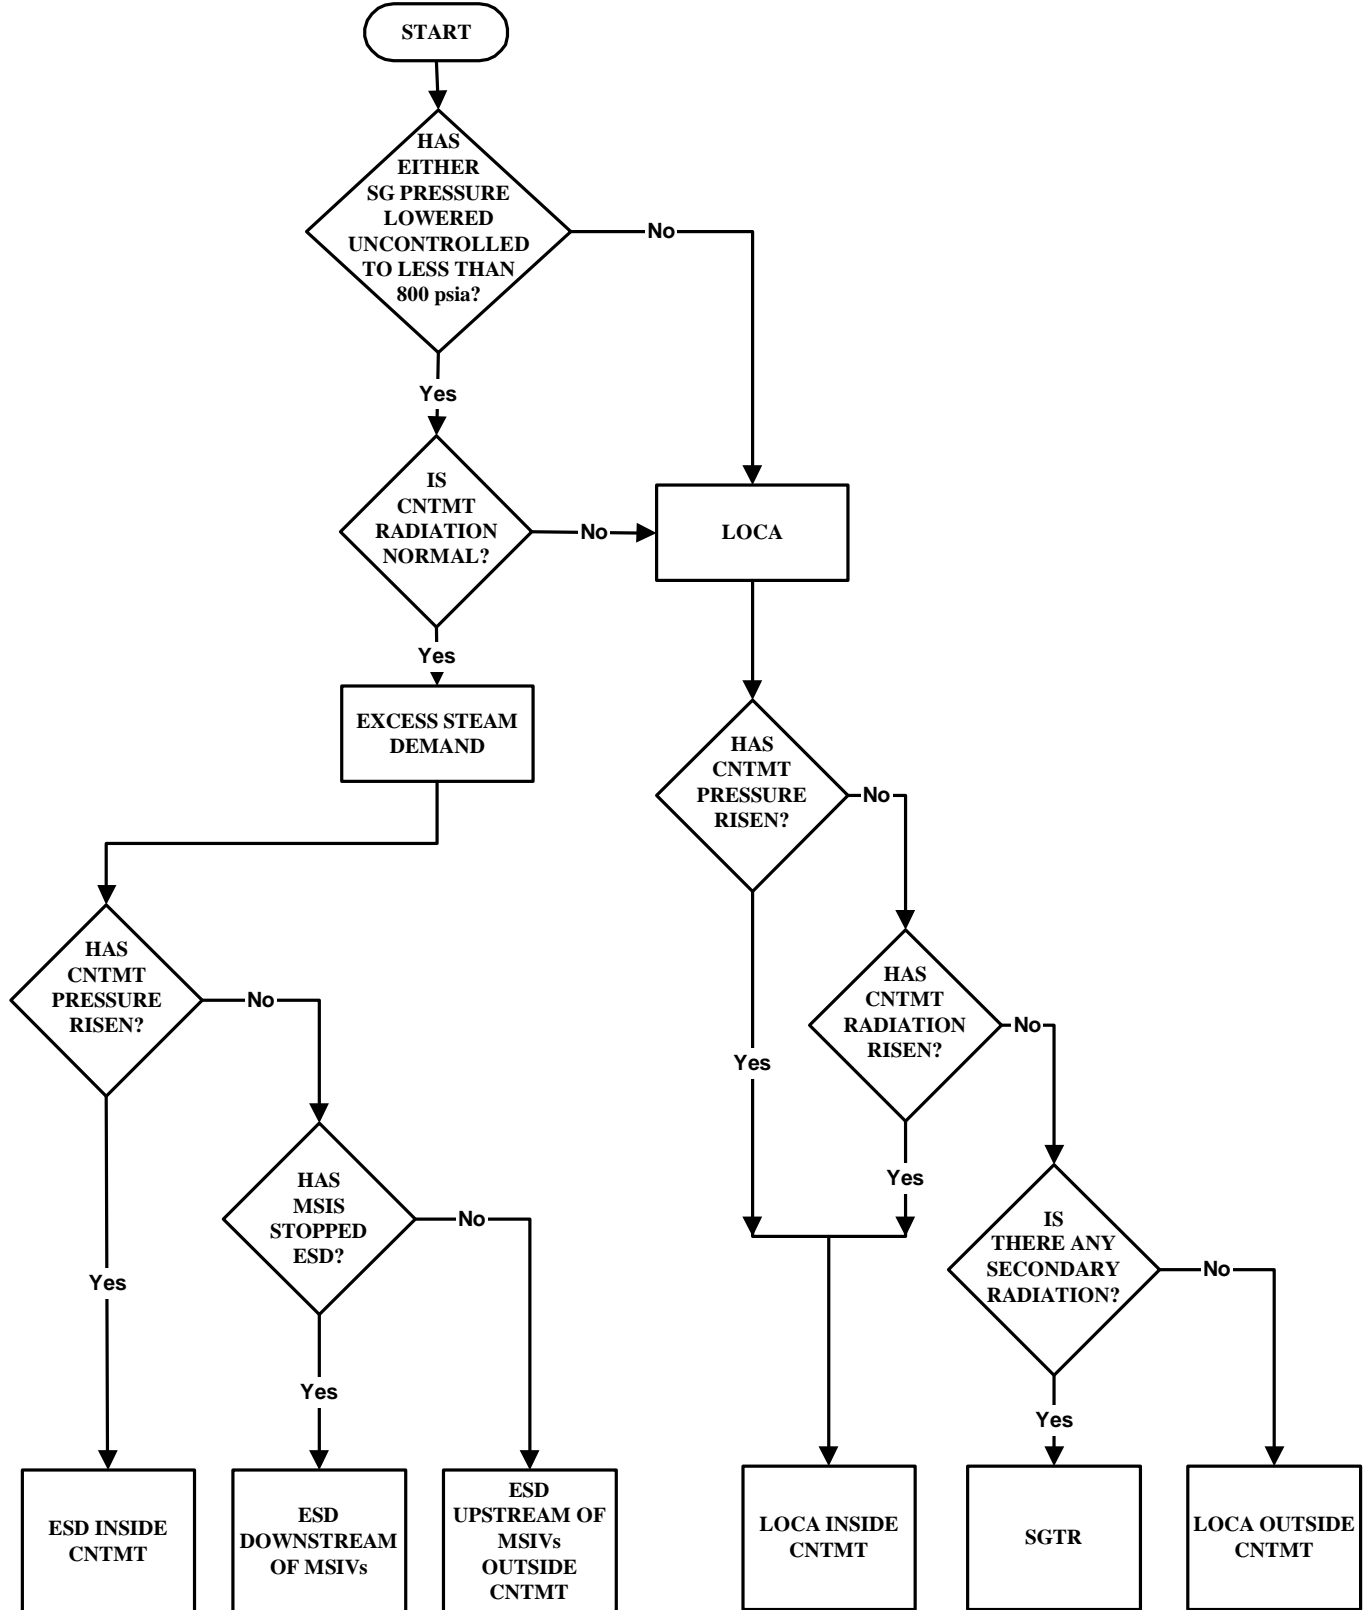 START
HAS
EITHER
SG PRESSURE
LOWERED
UNCONTROLLED
TO LESS THAN
800 psia?
No
Yes
IS
CNTMT
RADIATION
NORMAL?
No
LOCA
Yes
EXCESS STEAM
DEMAND
HAS
CNTMT
PRESSURE
RISEN?
No
HAS
CNTMT
PRESSURE
RISEN?
No
HAS
CNTMT
RADIATION
RISEN?
No
Yes
Yes
HAS
MSIS
STOPPED
ESD?
No
IS
THERE ANY
SECONDARY
RADIATION?
No
Yes
Yes
Yes
ESD INSIDE
CNTMT
ESD
DOWNSTREAM
OF MSIVs
ESD
UPSTREAM OF
MSIVs
OUTSIDE
CNTMT
LOCA INSIDE
CNTMT
SGTR
LOCA OUTSIDE
CNTMT